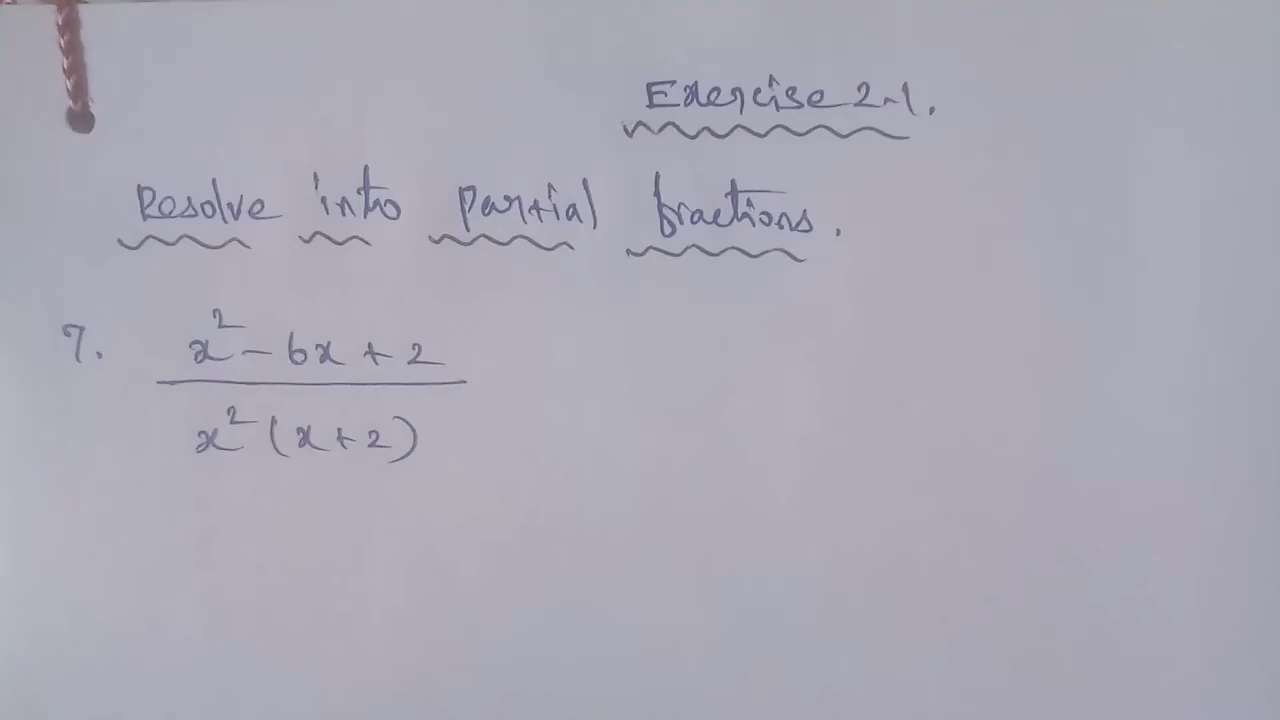 Exercise 2.1.
Resolve into partial fractions.
7. x² - 6x + 2
x² (x + 2)